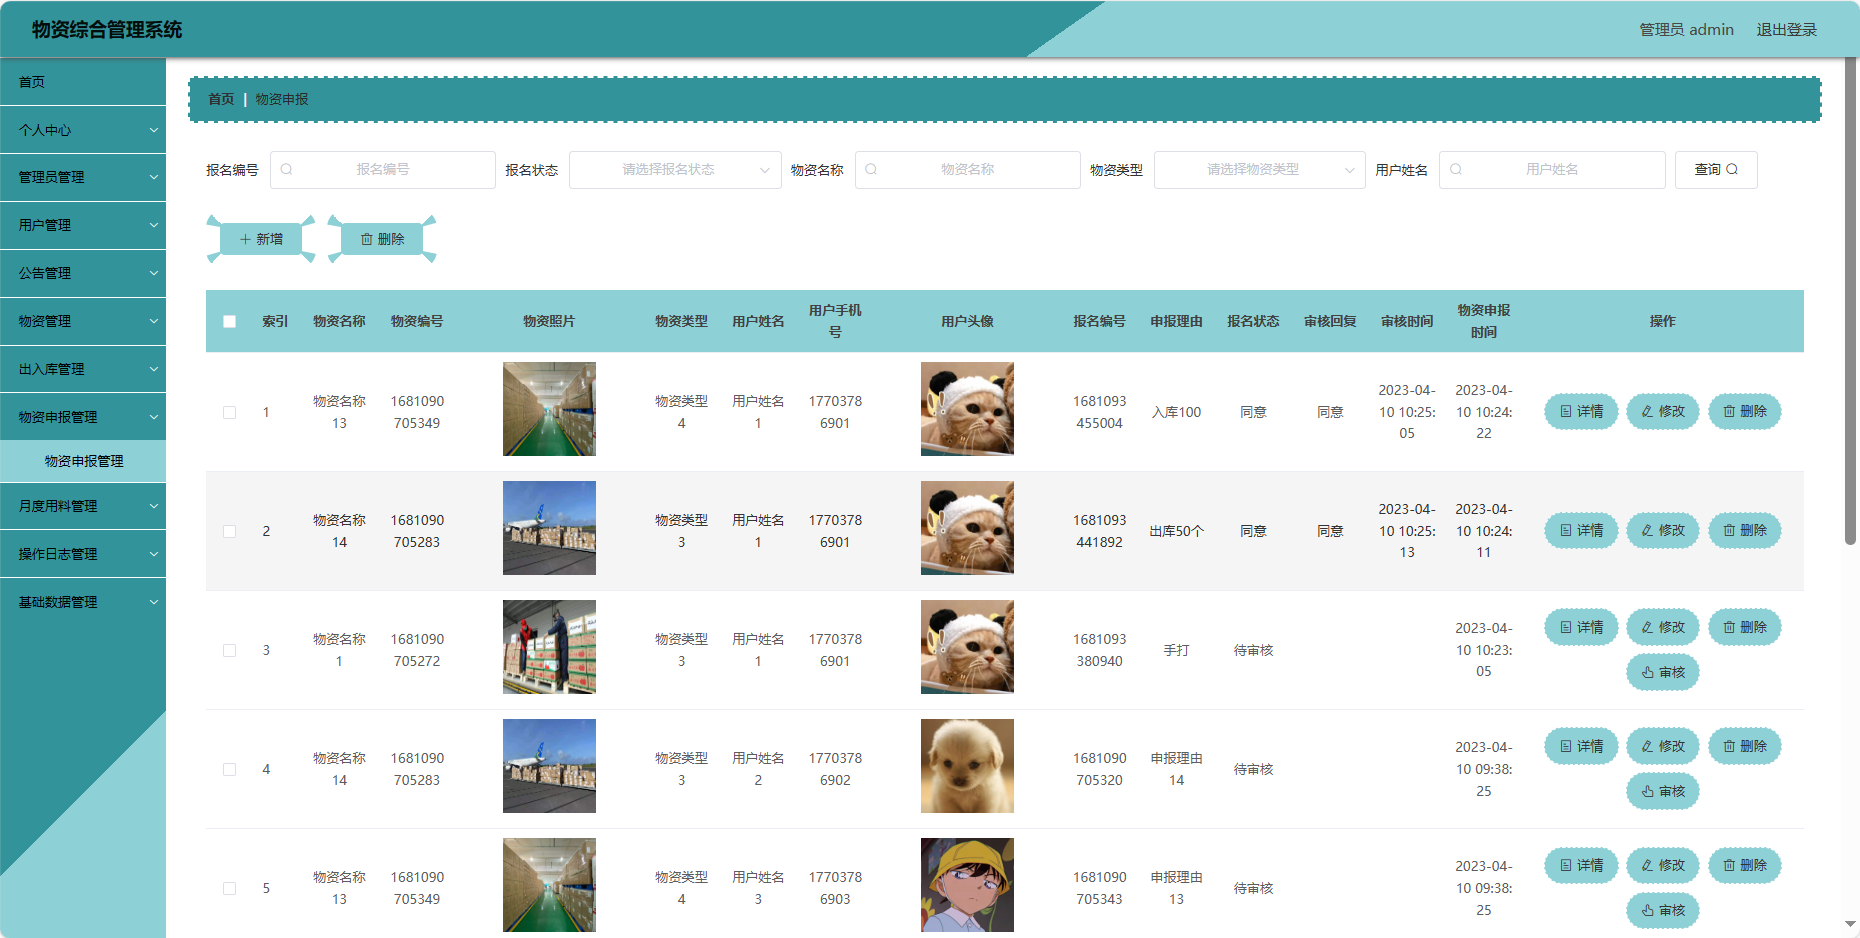 物资综合管理系统
管理员 admin 退出登录
首页
个人中心
管理员管理
用户管理
公告管理
物资管理
出入库管理
物资申报管理
物资申报管理
月度用料管理
操作日志管理
基础数据管理
首页 | 物资申报
报名编号 报名编号 报名状态 请选择报名状态 物资名称 物资名称 物资类型 请选择物资类型 用户姓名 用户姓名 查询
新增 删除
索引 物资名称 物资编号 物资照片 物资类型 用户姓名 用户手机号 用户头像 报名编号 申报理由 报名状态 审核回复 审核时间 物资申报时间 操作
1 物资名称13 1681090705349 物资类型4 用户姓名1 17703786901 1681093455004 入库100 同意 同意 2023-04-10 10:25:05 2023-04-10 10:24:22 详情 修改 删除
2 物资名称14 1681090705283 物资类型3 用户姓名1 17703786901 1681093441892 出库50个 同意 同意 2023-04-10 10:25:13 2023-04-10 10:24:11 详情 修改 删除
3 物资名称1 1681090705272 物资类型3 用户姓名1 17703786901 1681093380940 手打 待审核 2023-04-10 10:23:05 详情 修改 删除 审核
4 物资名称14 1681090705283 物资类型3 用户姓名2 17703786902 1681090705320 申报理由14 待审核 2023-04-10 09:38:25 详情 修改 删除 审核
5 物资名称13 1681090705349 物资类型4 用户姓名3 17703786903 1681090705343 申报理由13 待审核 2023-04-10 09:38:25 详情 修改 删除 审核